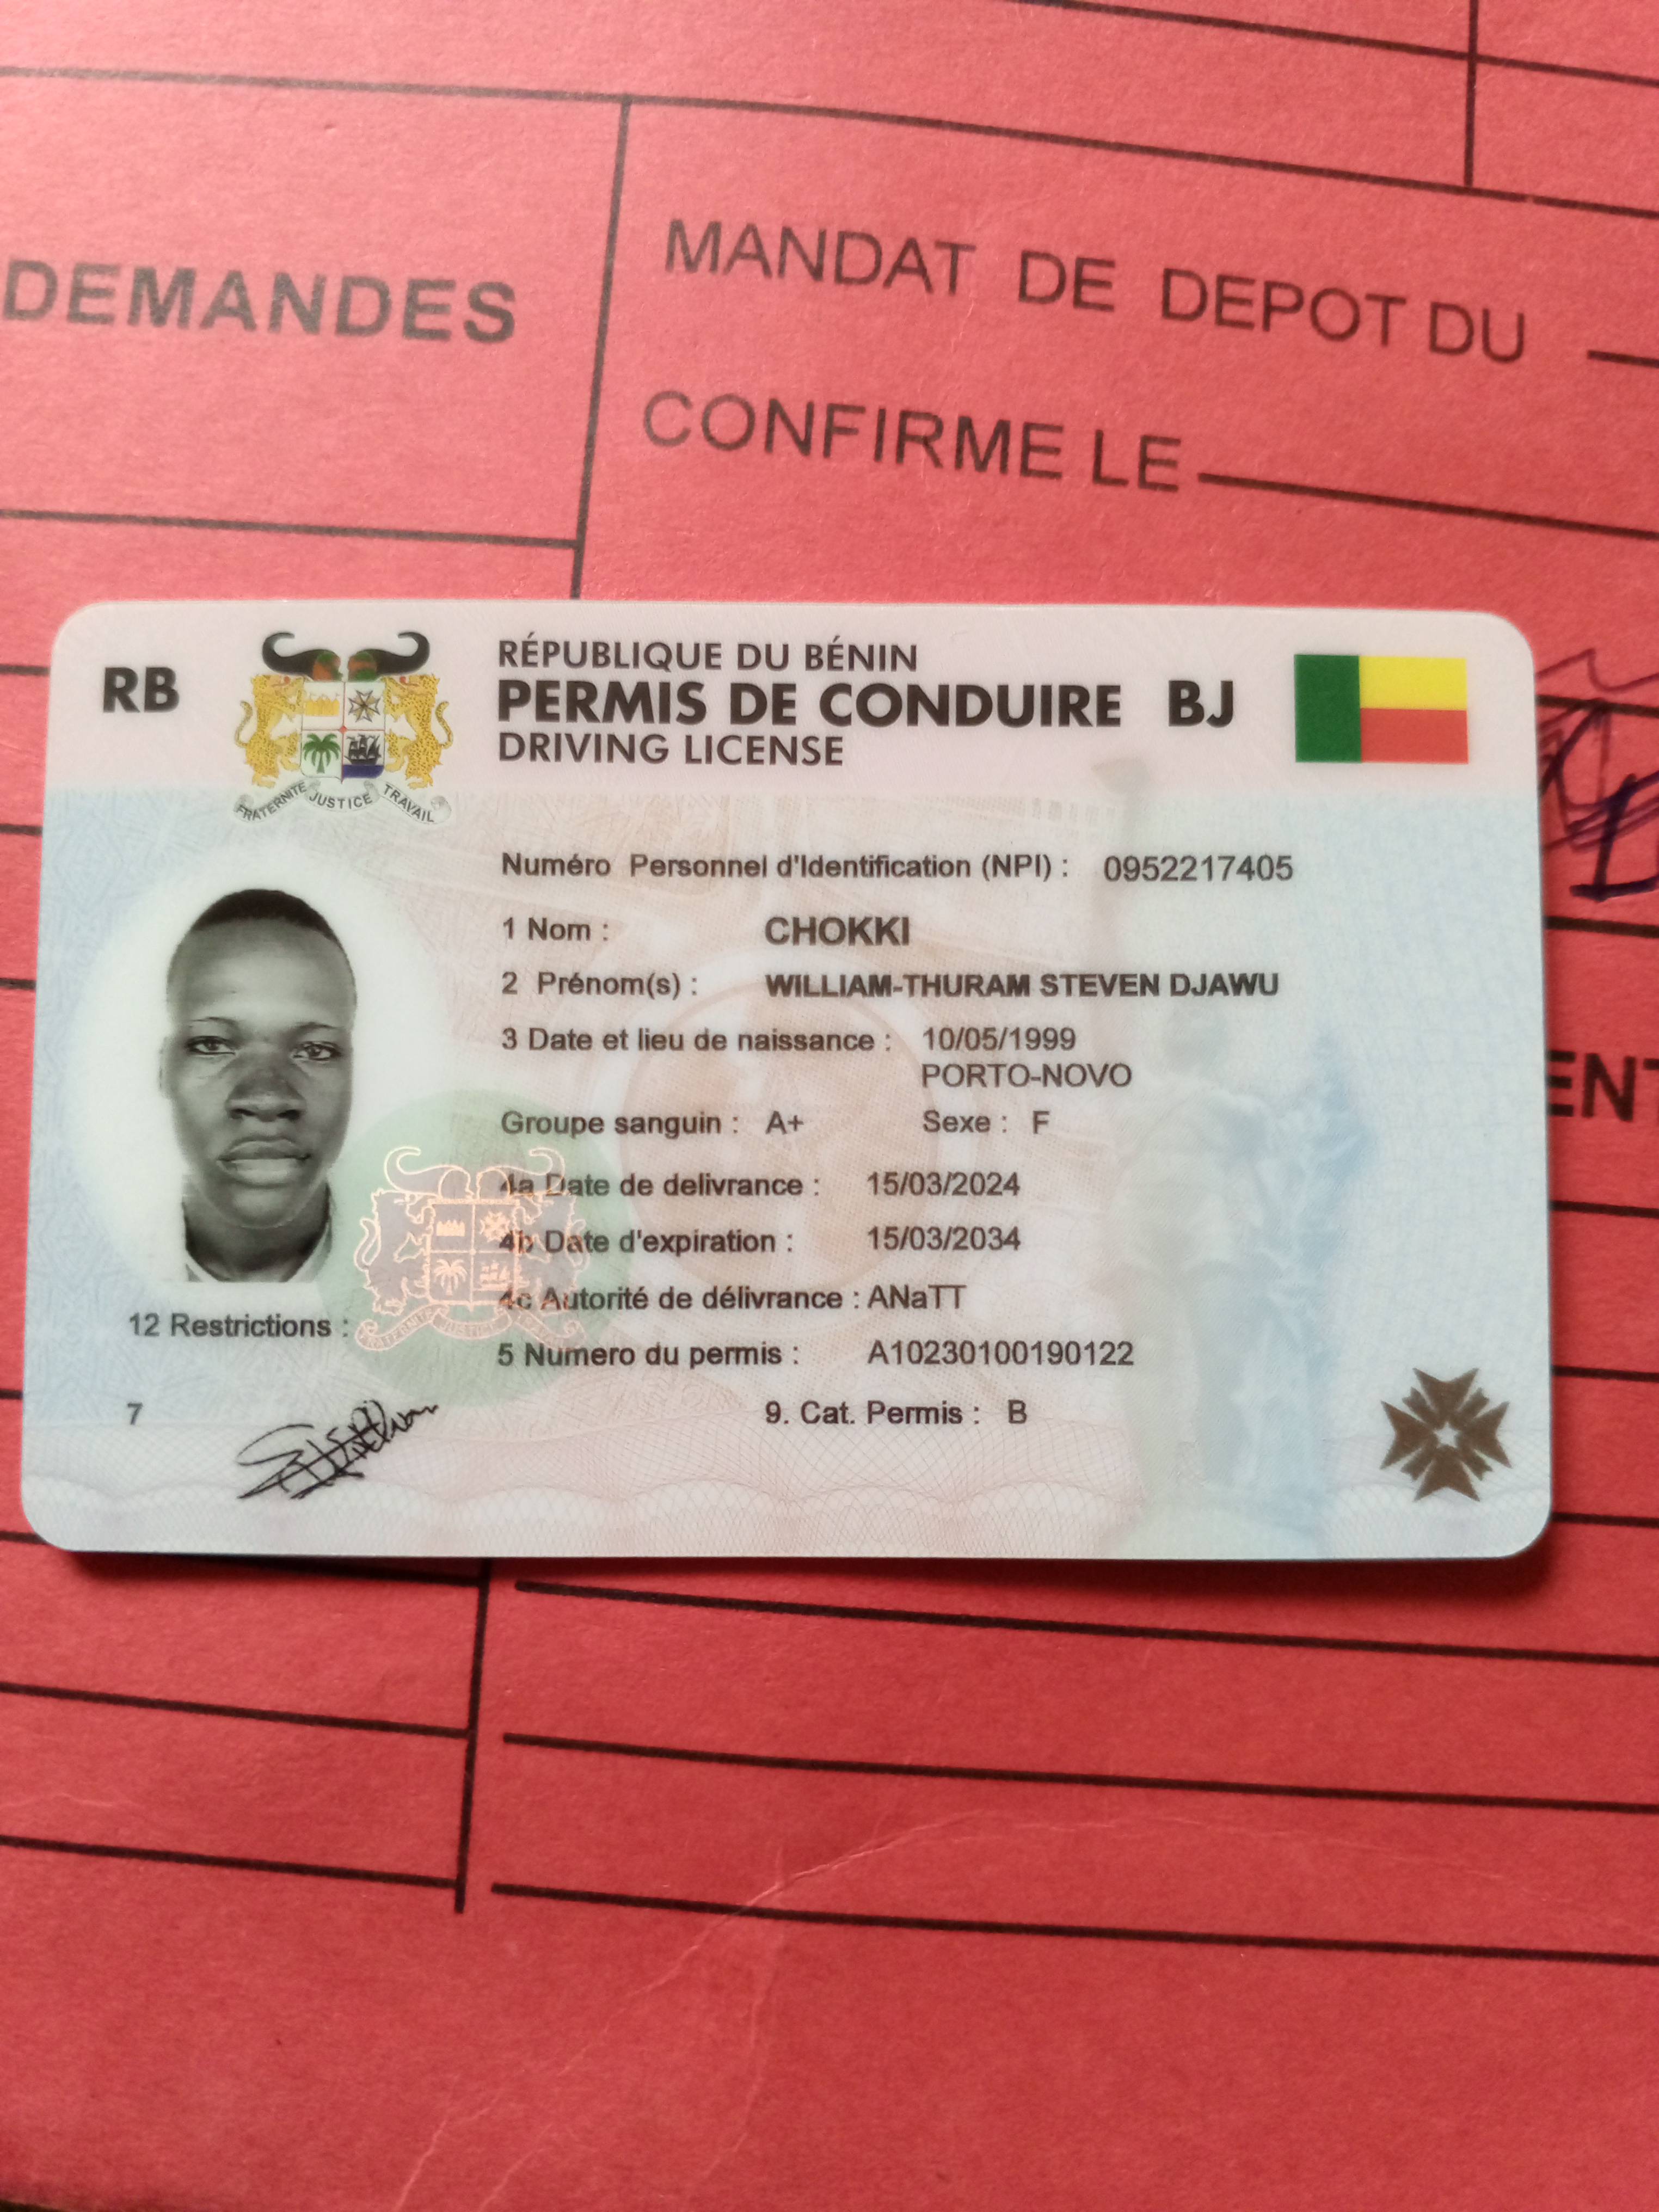 DEMANDES
MANDAT DE DEPOT DU
CONFIRME LE
RB
RÉPUBLIQUE DU BÉNIN
PERMIS DE CONDUIRE BJ
DRIVING LICENSE
FRATERNITE JUSTICE TRAVAIL
Numéro Personnel d'Identification (NPI) : 0952217405
1 Nom : CHOKKI
2 Prénom(s) : WILLIAM-THURAM STEVEN DJAWU
3 Date et lieu de naissance : 10/05/1999
PORTO-NOVO
Groupe sanguin : A+ Sexe : F
4a Date de delivrance : 15/03/2024
4b Date d'expiration : 15/03/2034
4c Autorité de délivrance : ANaTT
12 Restrictions :
5 Numero du permis : A10230100190122
7
9. Cat. Permis : B
ENT